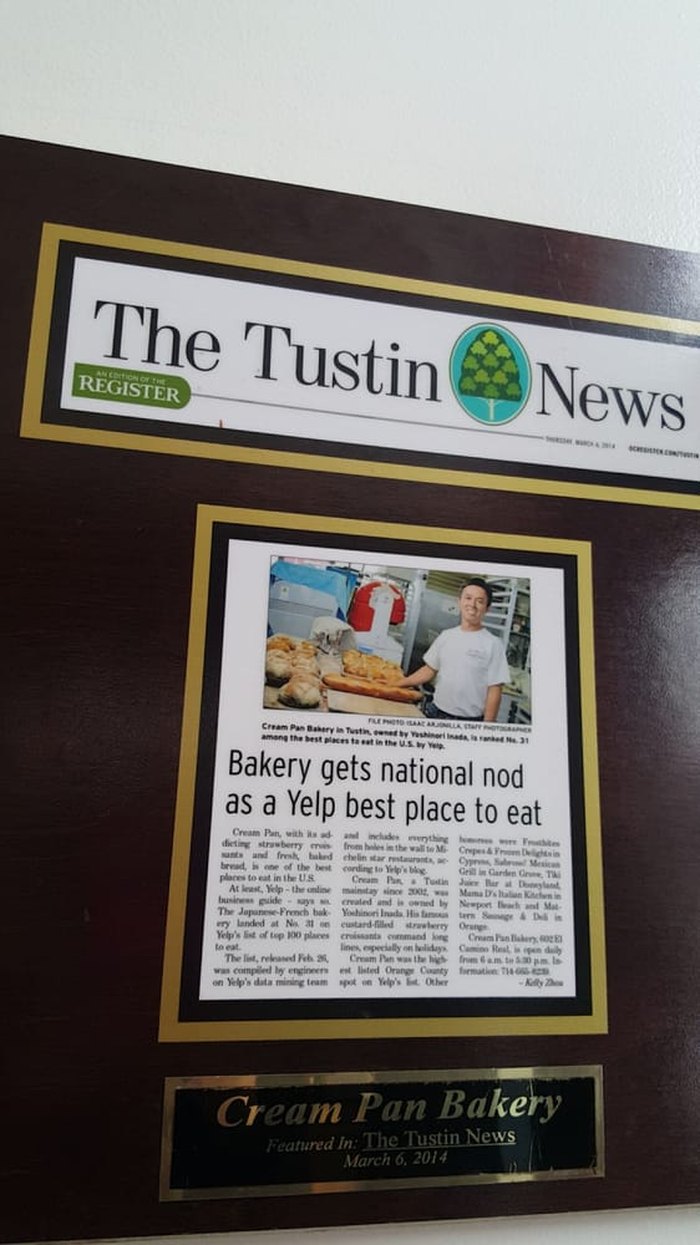 The Tustin News
AN EDITION OF THE
REGISTER
THURSDAY, MARCH 6, 2014 OCREGISTER.COM/TUSTIN
FILE PHOTO: ISAAC ARJONILLA, STAFF PHOTOGRAPHER
Cream Pan Bakery in Tustin, owned by Yoshinori Inada, is ranked No. 31
among the best places to eat in the U.S. by Yelp.
Bakery gets national nod
as a Yelp best place to eat
Cream Pan, with its ad-
dicting strawberry crois-
sants and fresh, baked
bread, is one of the best
places to eat in the U.S.
At least, Yelp – the online
business guide – says so.
The Japanese-French bak-
ery landed at No. 31 on
Yelp's list of top 100 places
to eat.
The list, released Feb. 26,
was compiled by engineers
on Yelp's data mining team
and includes everything
from holes in the wall to Mi-
chelin star restaurants, ac-
cording to Yelp's blog.
Cream Pan, a Tustin
mainstay since 2002, was
created and is owned by
Yoshinori Inada. His famous
custard-filled strawberry
croissants command long
lines, especially on holidays.
Cream Pan was the high-
est listed Orange County
spot on Yelp's list. Other
honorees were Frostbites
Crepes & Frozen Delights in
Cypress, Sabroso! Mexican
Grill in Garden Grove, Tiki
Juice Bar at Disneyland,
Mama D's Italian Kitchen in
Newport Beach and Mat-
tern Sausage & Deli in
Orange.
Cream Pan Bakery, 602 El
Camino Real, is open daily
from 6 a.m. to 5:30 p.m. In-
formation: 714-665-8239.
– Kelly Zhou
Cream Pan Bakery
Featured In: The Tustin News
March 6, 2014